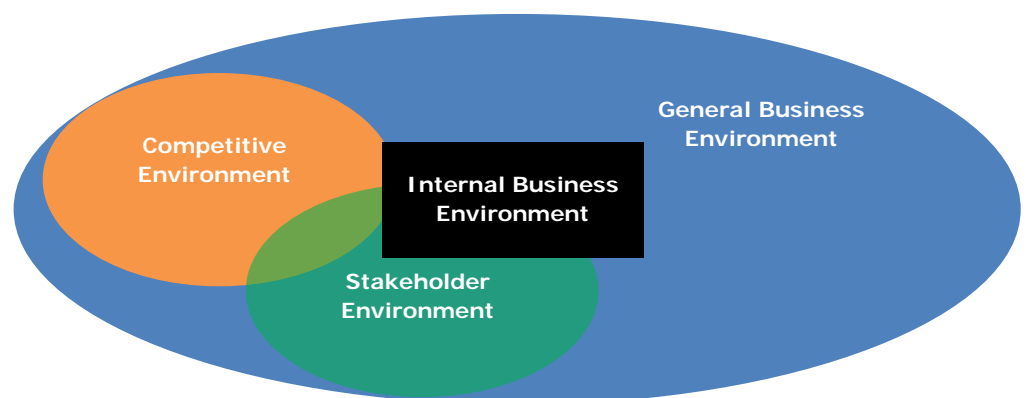 General Business
Environment
Competitive
Environment
Internal Business
Environment
Stakeholder
Environment